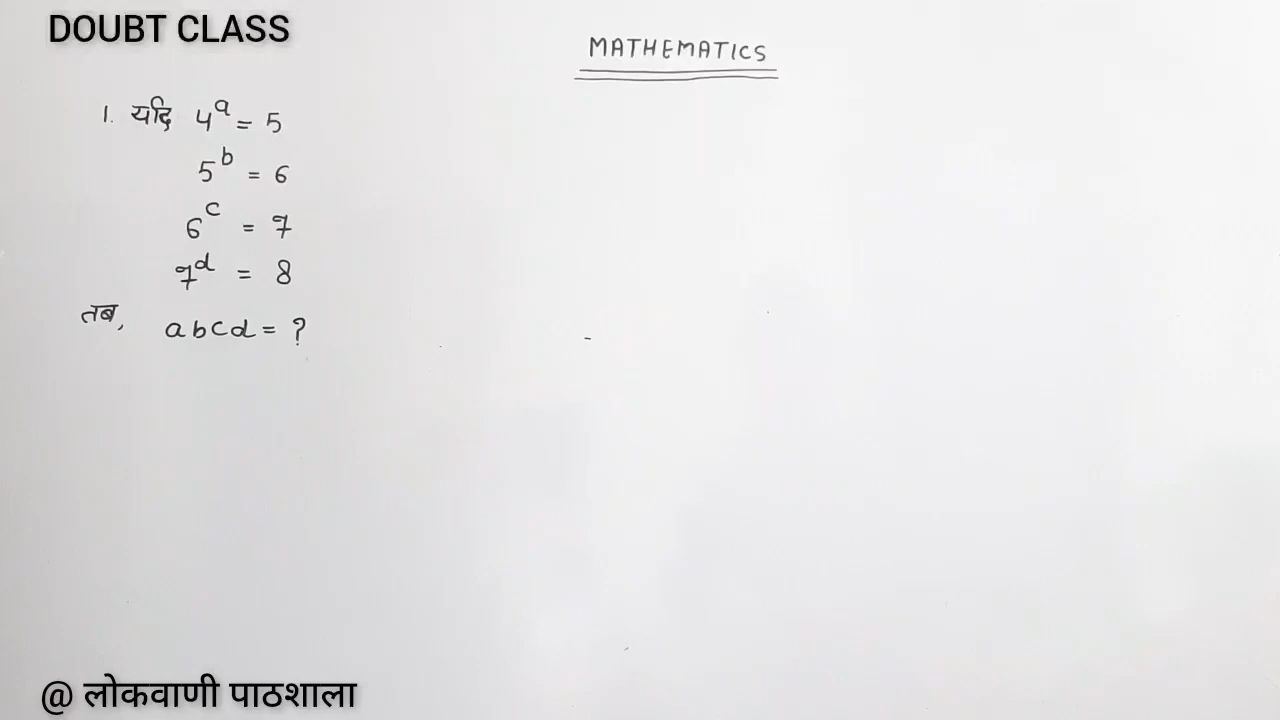 DOUBT CLASS
MATHEMATICS
1. यदि 4^a = 5
5^b = 6
6^c = 7
7^d = 8
तब, abcd = ?
@ लोकवाणी पाठशाला